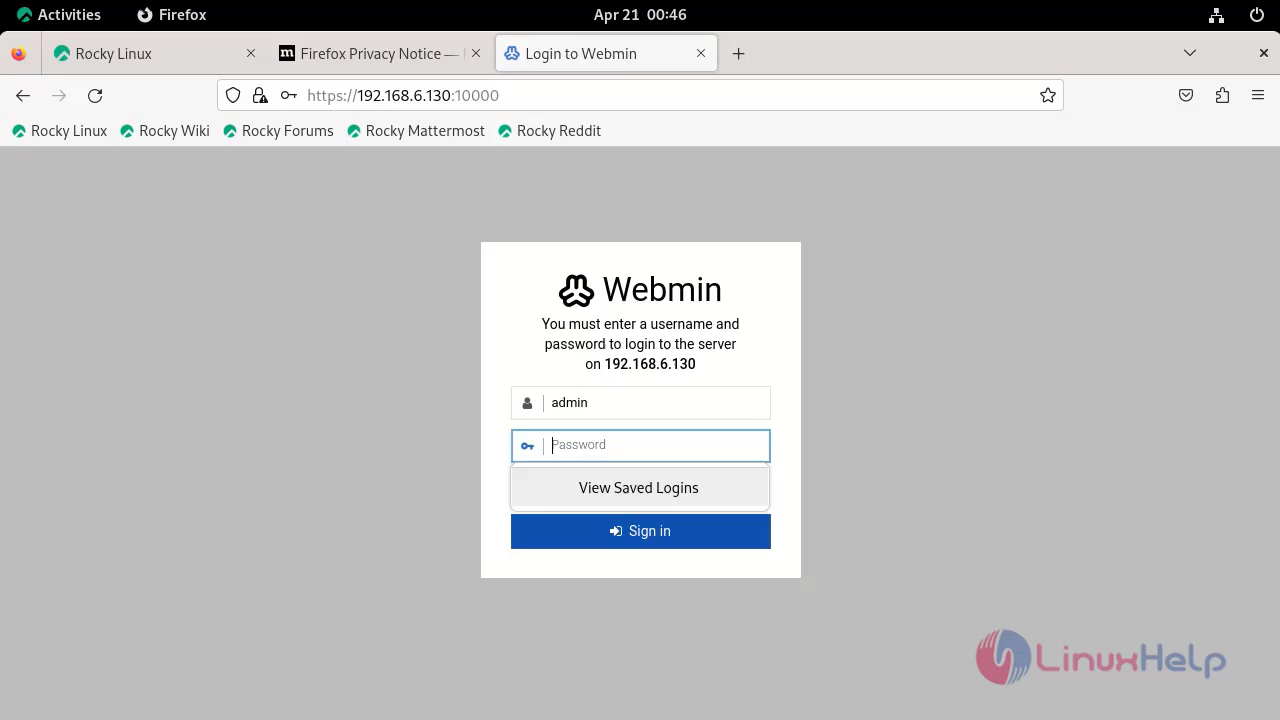 Activities Firefox Apr 21 00:46
Rocky Linux Firefox Privacy Notice — Login to Webmin
https://192.168.6.130:10000
Rocky Linux Rocky Wiki Rocky Forums Rocky Mattermost Rocky Reddit
Webmin
You must enter a username and
password to login to the server
on 192.168.6.130
admin
Password
View Saved Logins
Sign in
LinuxHelp